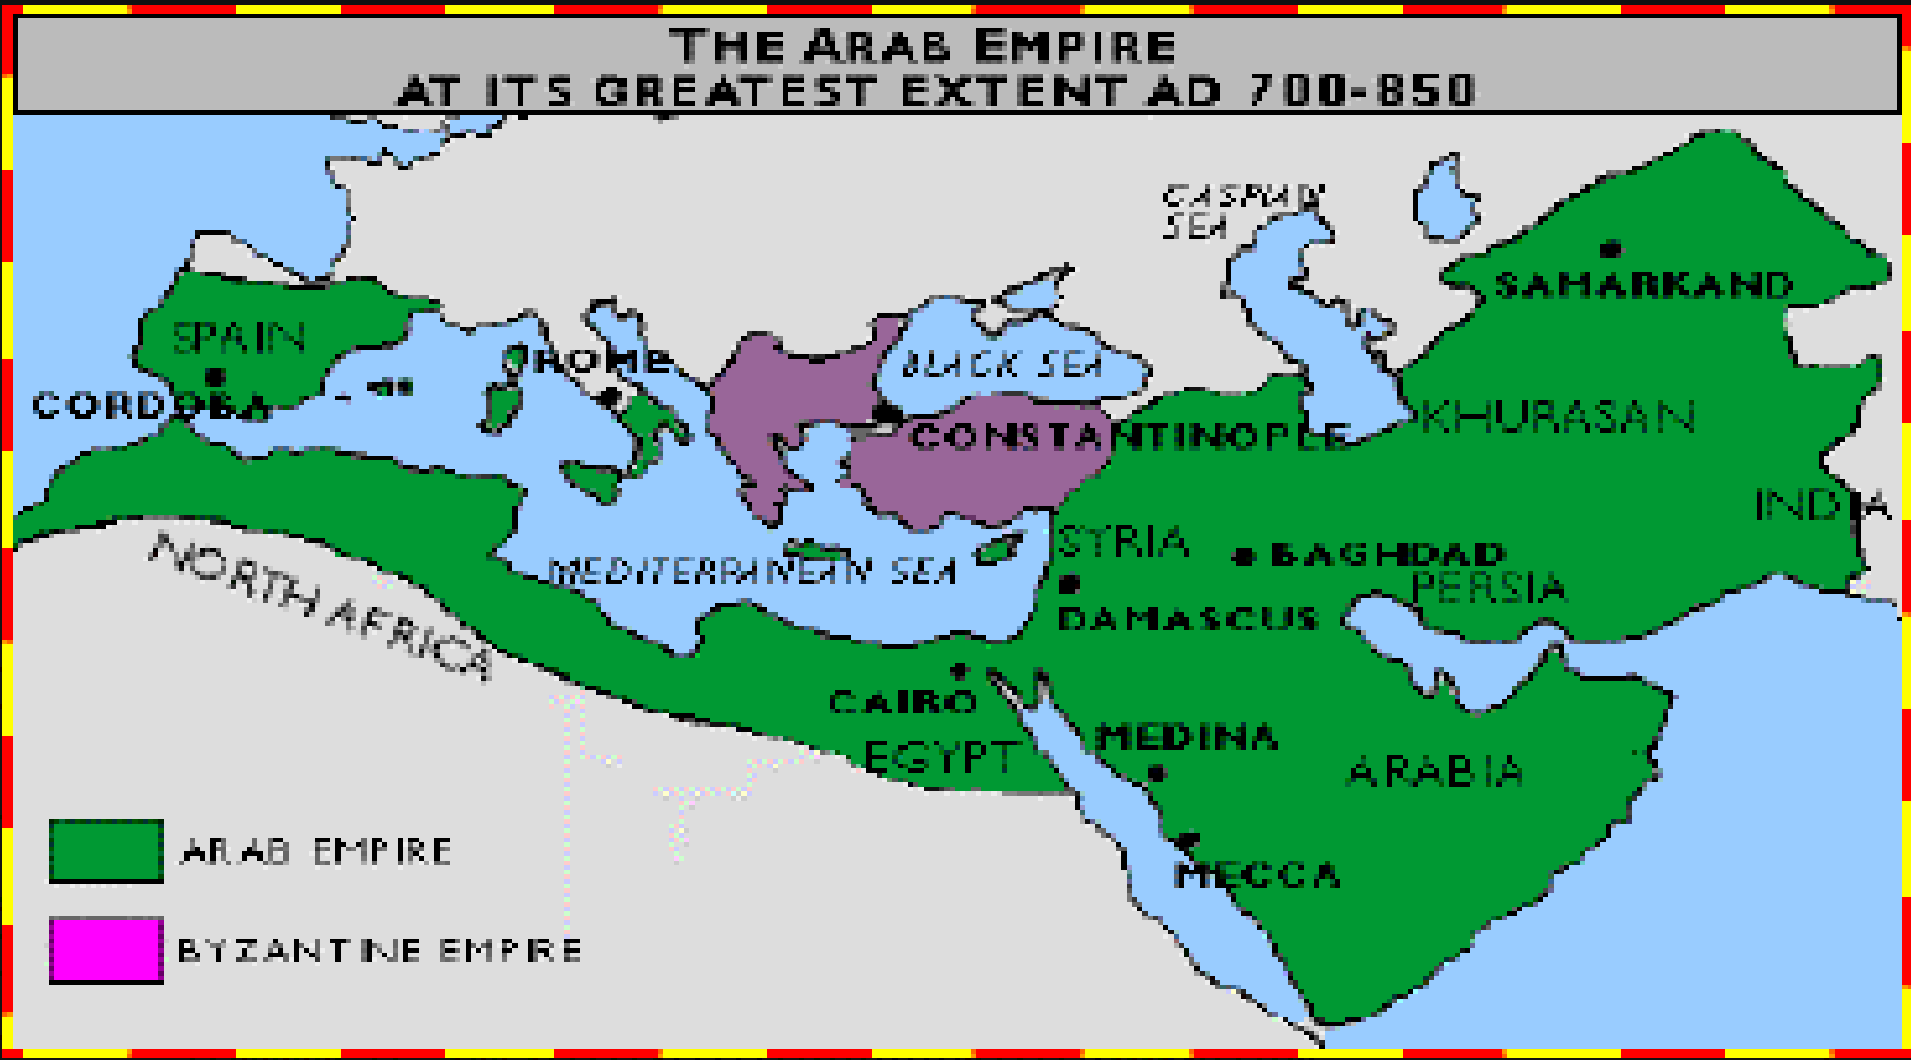 THE ARAB EMPIRE
AT ITS GREATEST EXTENT AD 700-850
CASPIAN
SEA
SAMARKAND
SPAIN
ROME
BLACK SEA
CORDOBA
KHURASAN
CONSTANTINOPLE
INDIA
SYRIA
BAGHDAD
MEDITERRANEAN SEA
PERSIA
NORTH AFRICA
DAMASCUS
CAIRO
MEDINA
EGYPT
ARABIA
ARAB EMPIRE
MECCA
BYZANTINE EMPIRE